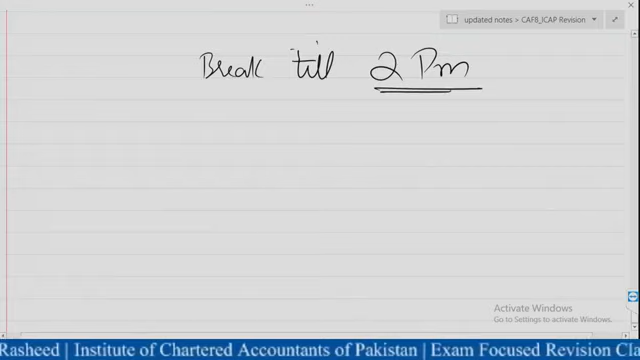 updated notes > CAF8_ICAP Revision
Break till 2 Pm
Activate Windows
Go to Settings to activate Windows.
Rasheed | Institute of Chartered Accountants of Pakistan | Exam Focused Revision Cla